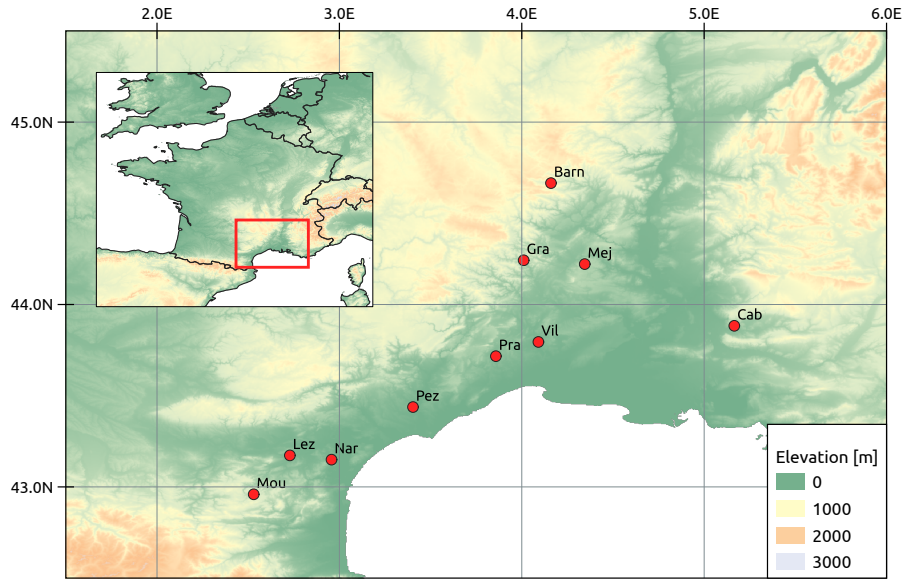 2.0E 3.0E 4.0E 5.0E 6.0E
45.0N
Barn
Gra
Mej
44.0N
Cab
Vil
Pra
Pez
Lez
Nar
Mou
43.0N
Elevation [m]
0
1000
2000
3000